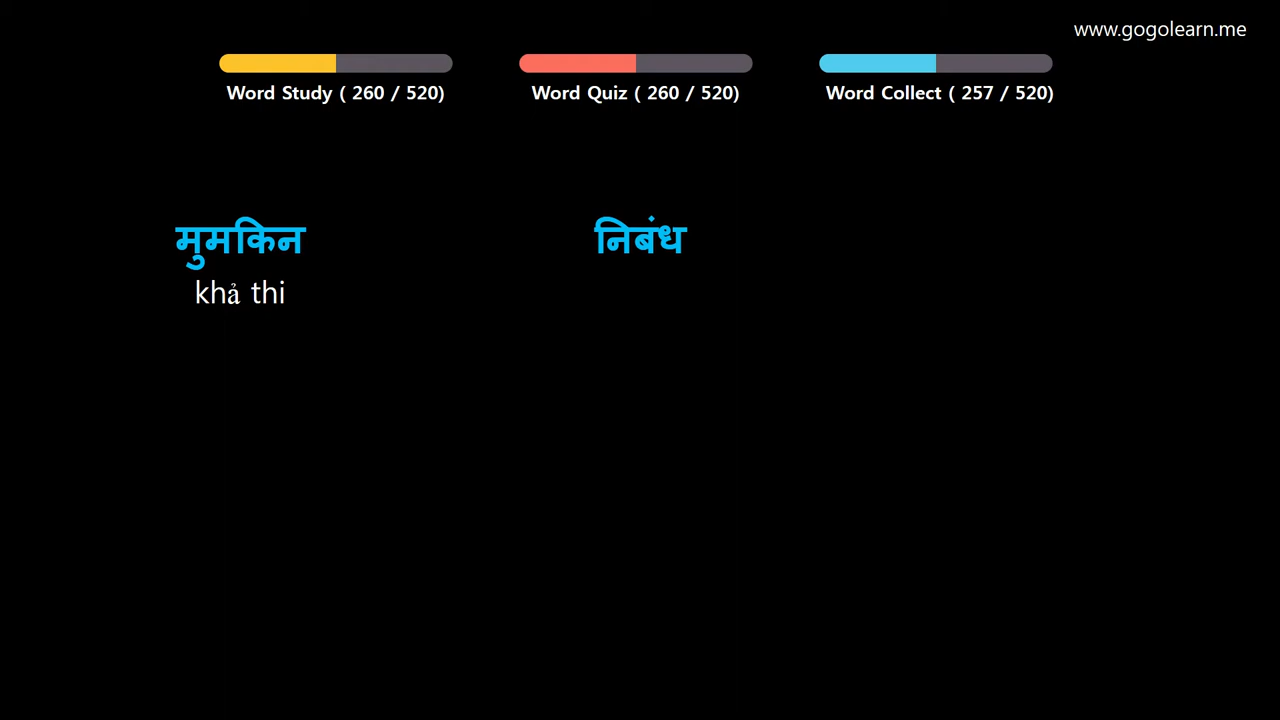 www.gogolearn.me
Word Study ( 260 / 520)
Word Quiz ( 260 / 520)
Word Collect ( 257 / 520)
मुमकिन
निबंध
khả thi